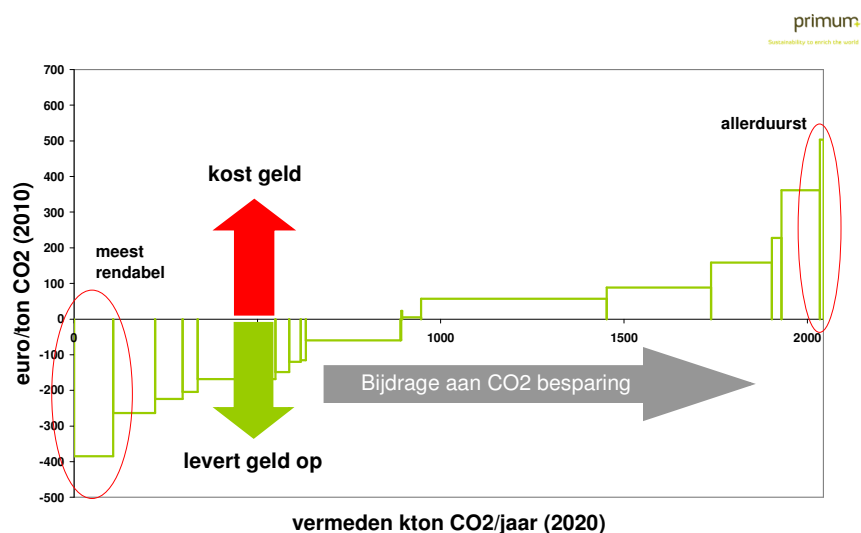 primum
Sustainability to enrich the world
700
600
500
400
300
200
100
0
-100
-200
-300
-400
-500
euro/ton CO2 (2010)
allerduurst
kost geld
meest
rendabel
0
1000
1500
2000
Bijdrage aan CO2 besparing
levert geld op
vermeden kton CO2/jaar (2020)